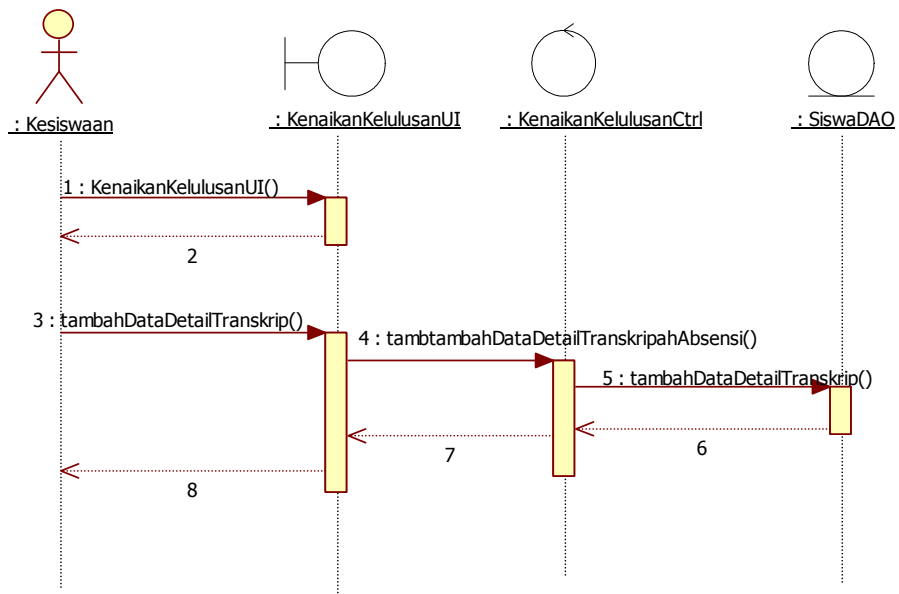 : Kesiswaan
: KenaikanKelulusanUI
: KenaikanKelulusanCtrl
: SiswaDAO
1 : KenaikanKelulusanUI()
2
3 : tambahDataDetailTranskrip()
4 : tambtambahDataDetailTranskripahAbsensi()
5 : tambahDataDetailTranskrip()
6
7
8